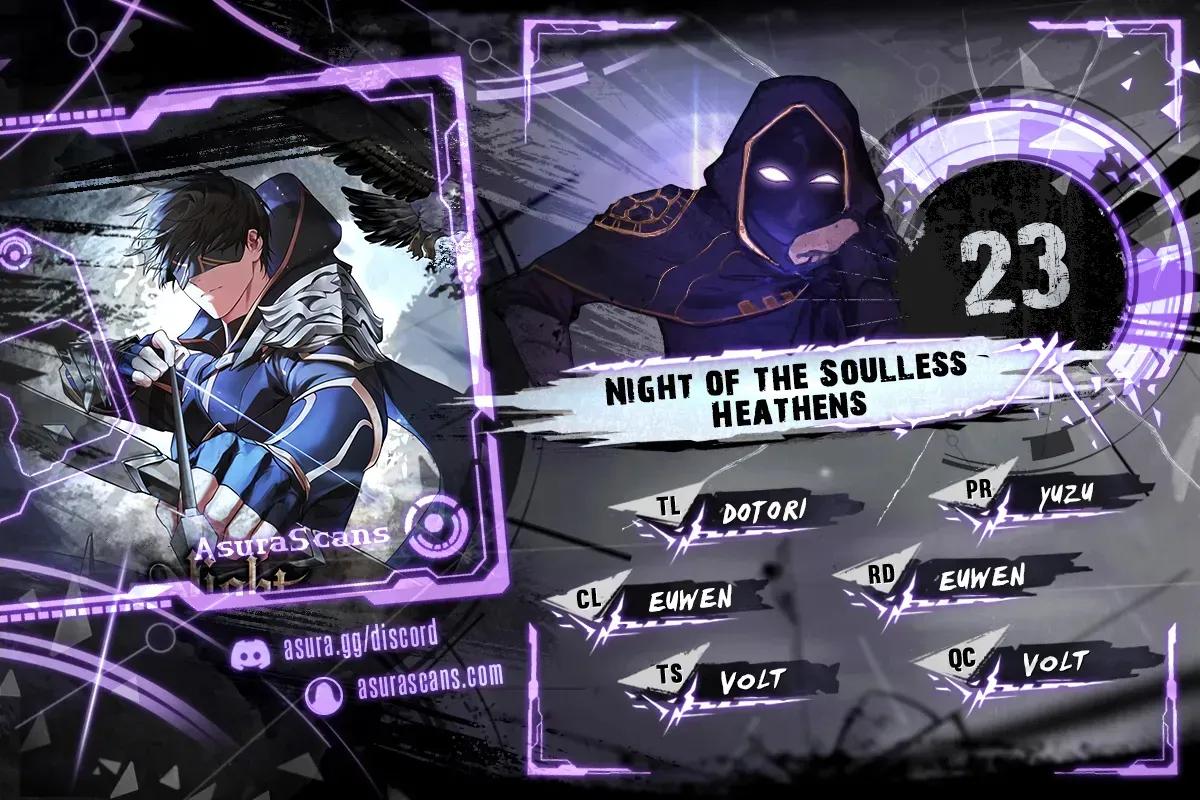 AsuraScans
light
asura.gg/discord
asurascans.com
23
Night of the Soulless
Heathens
TL DOTORI
PR YUZU
CL EUWEN
RD EUWEN
TS VOLT
QC VOLT